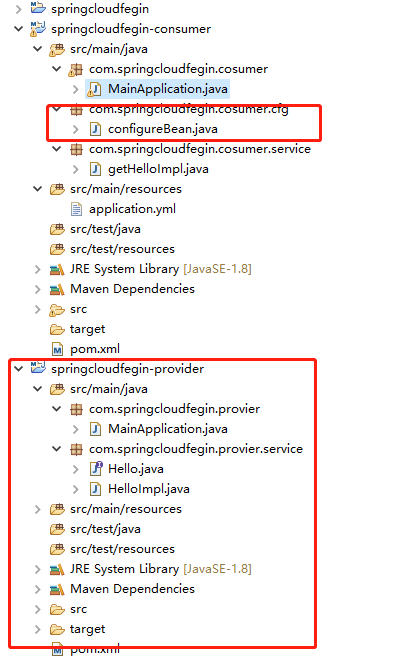 springcloudfegin
springcloudfegin-consumer
src/main/java
com.springcloudfegin.cosumer
MainApplication.java
com.springcloudfegin.cosumer.cfg
configureBean.java
com.springcloudfegin.cosumer.service
getHelloImpl.java
src/main/resources
application.yml
src/test/java
src/test/resources
JRE System Library [JavaSE-1.8]
Maven Dependencies
src
target
pom.xml
springcloudfegin-provider
src/main/java
com.springcloudfegin.provier
MainApplication.java
com.springcloudfegin.provier.service
Hello.java
HelloImpl.java
src/main/resources
src/test/java
src/test/resources
JRE System Library [JavaSE-1.8]
Maven Dependencies
src
target
pom.xml